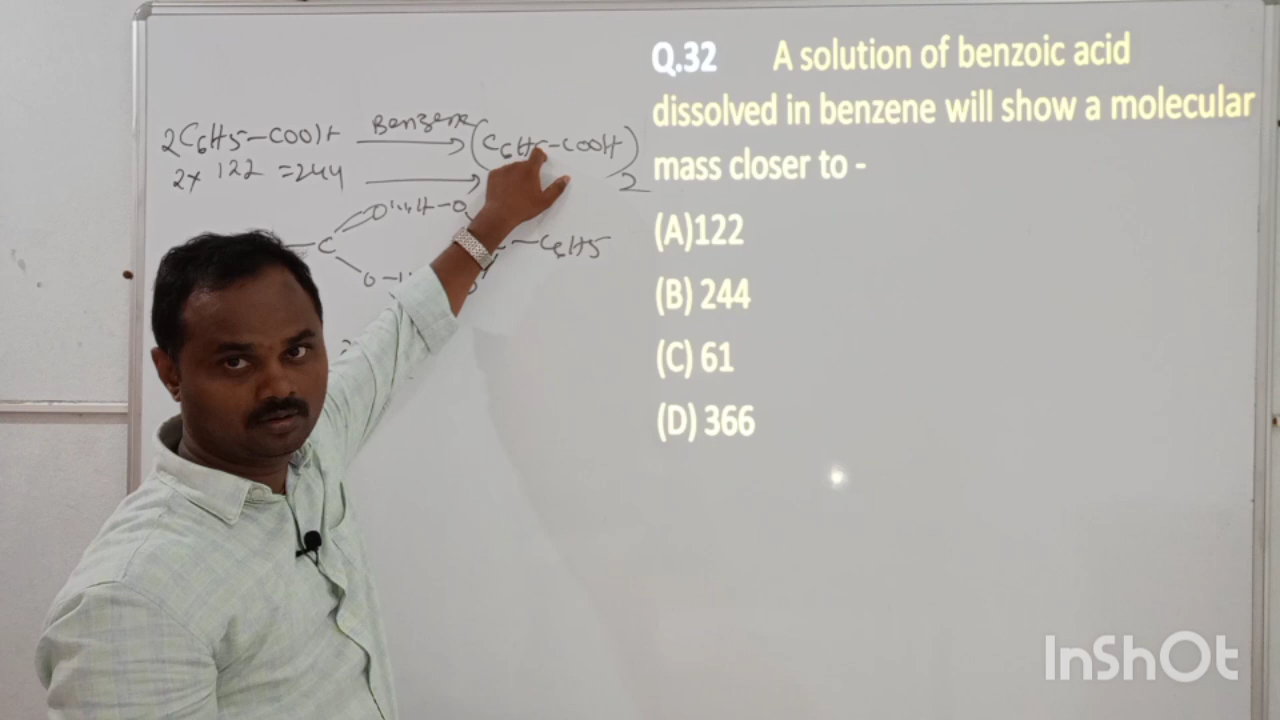 Q.32 A solution of benzoic acid
dissolved in benzene will show a molecular
mass closer to -
(A)122
(B) 244
(C) 61
(D) 366
2C6H5-COOH Benzene (C6H5-COOH)2
2x 122 =244
C O H-O
O -C6H5
InShOt